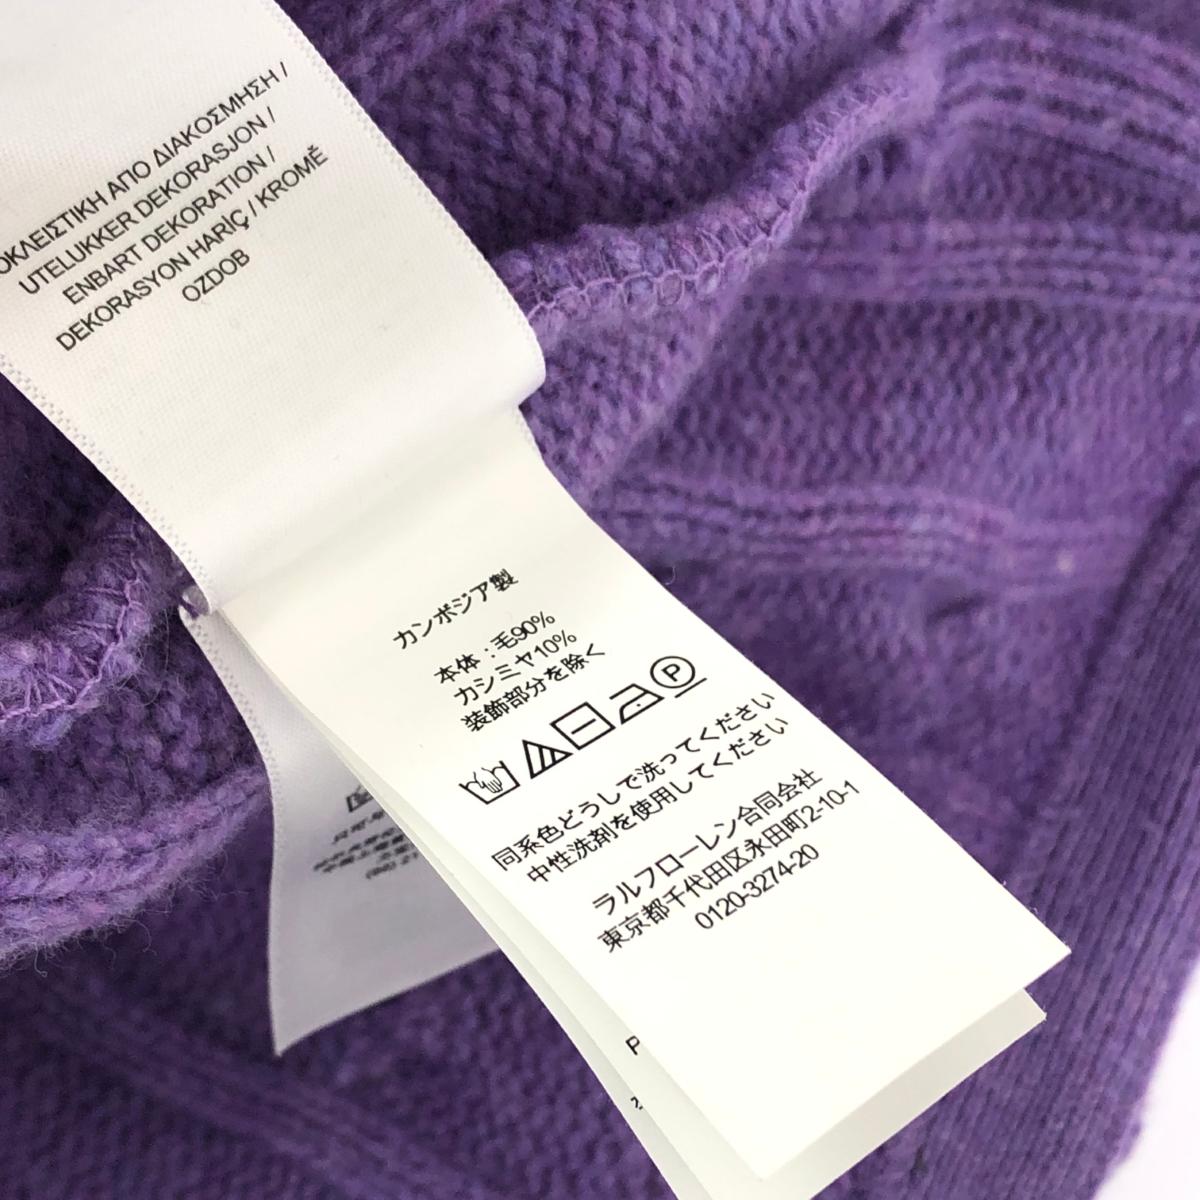 ΟΚΛΕΙΣΤΙΚΗ ΑΠΟ ΔΙΑΚΟΣΜΗΣΗ /
UTELUKKER DEKORASJON /
ENBART DEKORATION /
DEKORASYON HARIÇ / KROMĚ
OZDOB
カンボジア製
本体:毛90%
カシミヤ10%
装飾部分を除く
P
同系色どうしで洗ってください
中性洗剤を使用してください
ラルフローレン合同会社
東京都千代田区永田町2-10-1
0120-3274-20
P